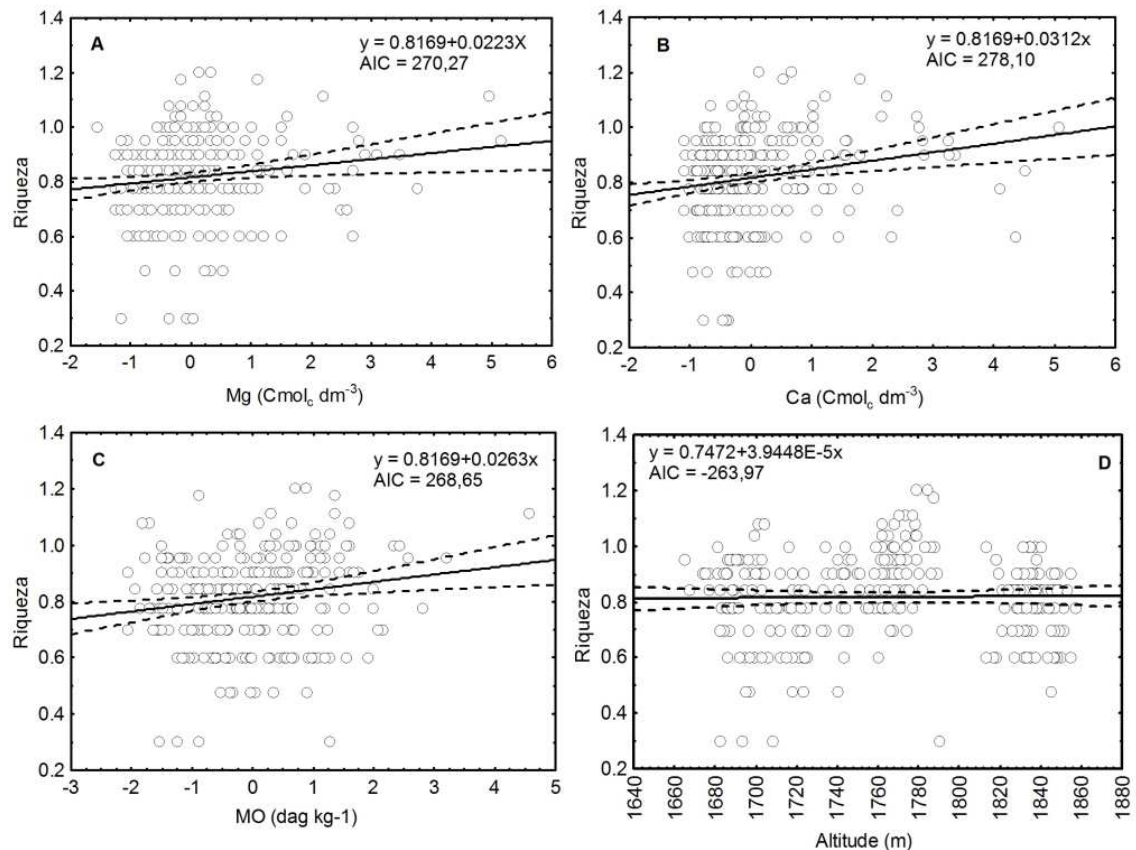 A
y = 0.8169+0.0223X
AIC = 270,27
1.4
1.2
1.0
0.8
0.6
0.4
0.2
Riqueza
-2 -1 0 1 2 3 4 5 6
Mg (Cmolc dm-3)
B
y = 0.8169+0.0312x
AIC = 278,10
1.4
1.2
1.0
0.8
0.6
0.4
0.2
Riqueza
-2 -1 0 1 2 3 4 5 6
Ca (Cmolc dm-3)
C
y = 0.8169+0.0263x
AIC = 268,65
1.4
1.2
1.0
0.8
0.6
0.4
0.2
Riqueza
-3 -2 -1 0 1 2 3 4 5
MO (dag kg-1)
y = 0.7472+3.9448E-5x
AIC = -263,97
D
1.4
1.2
1.0
0.8
0.6
0.4
0.2
Riqueza
1640 1660 1680 1700 1720 1740 1760 1780 1800 1820 1840 1860 1880
Altitude (m)